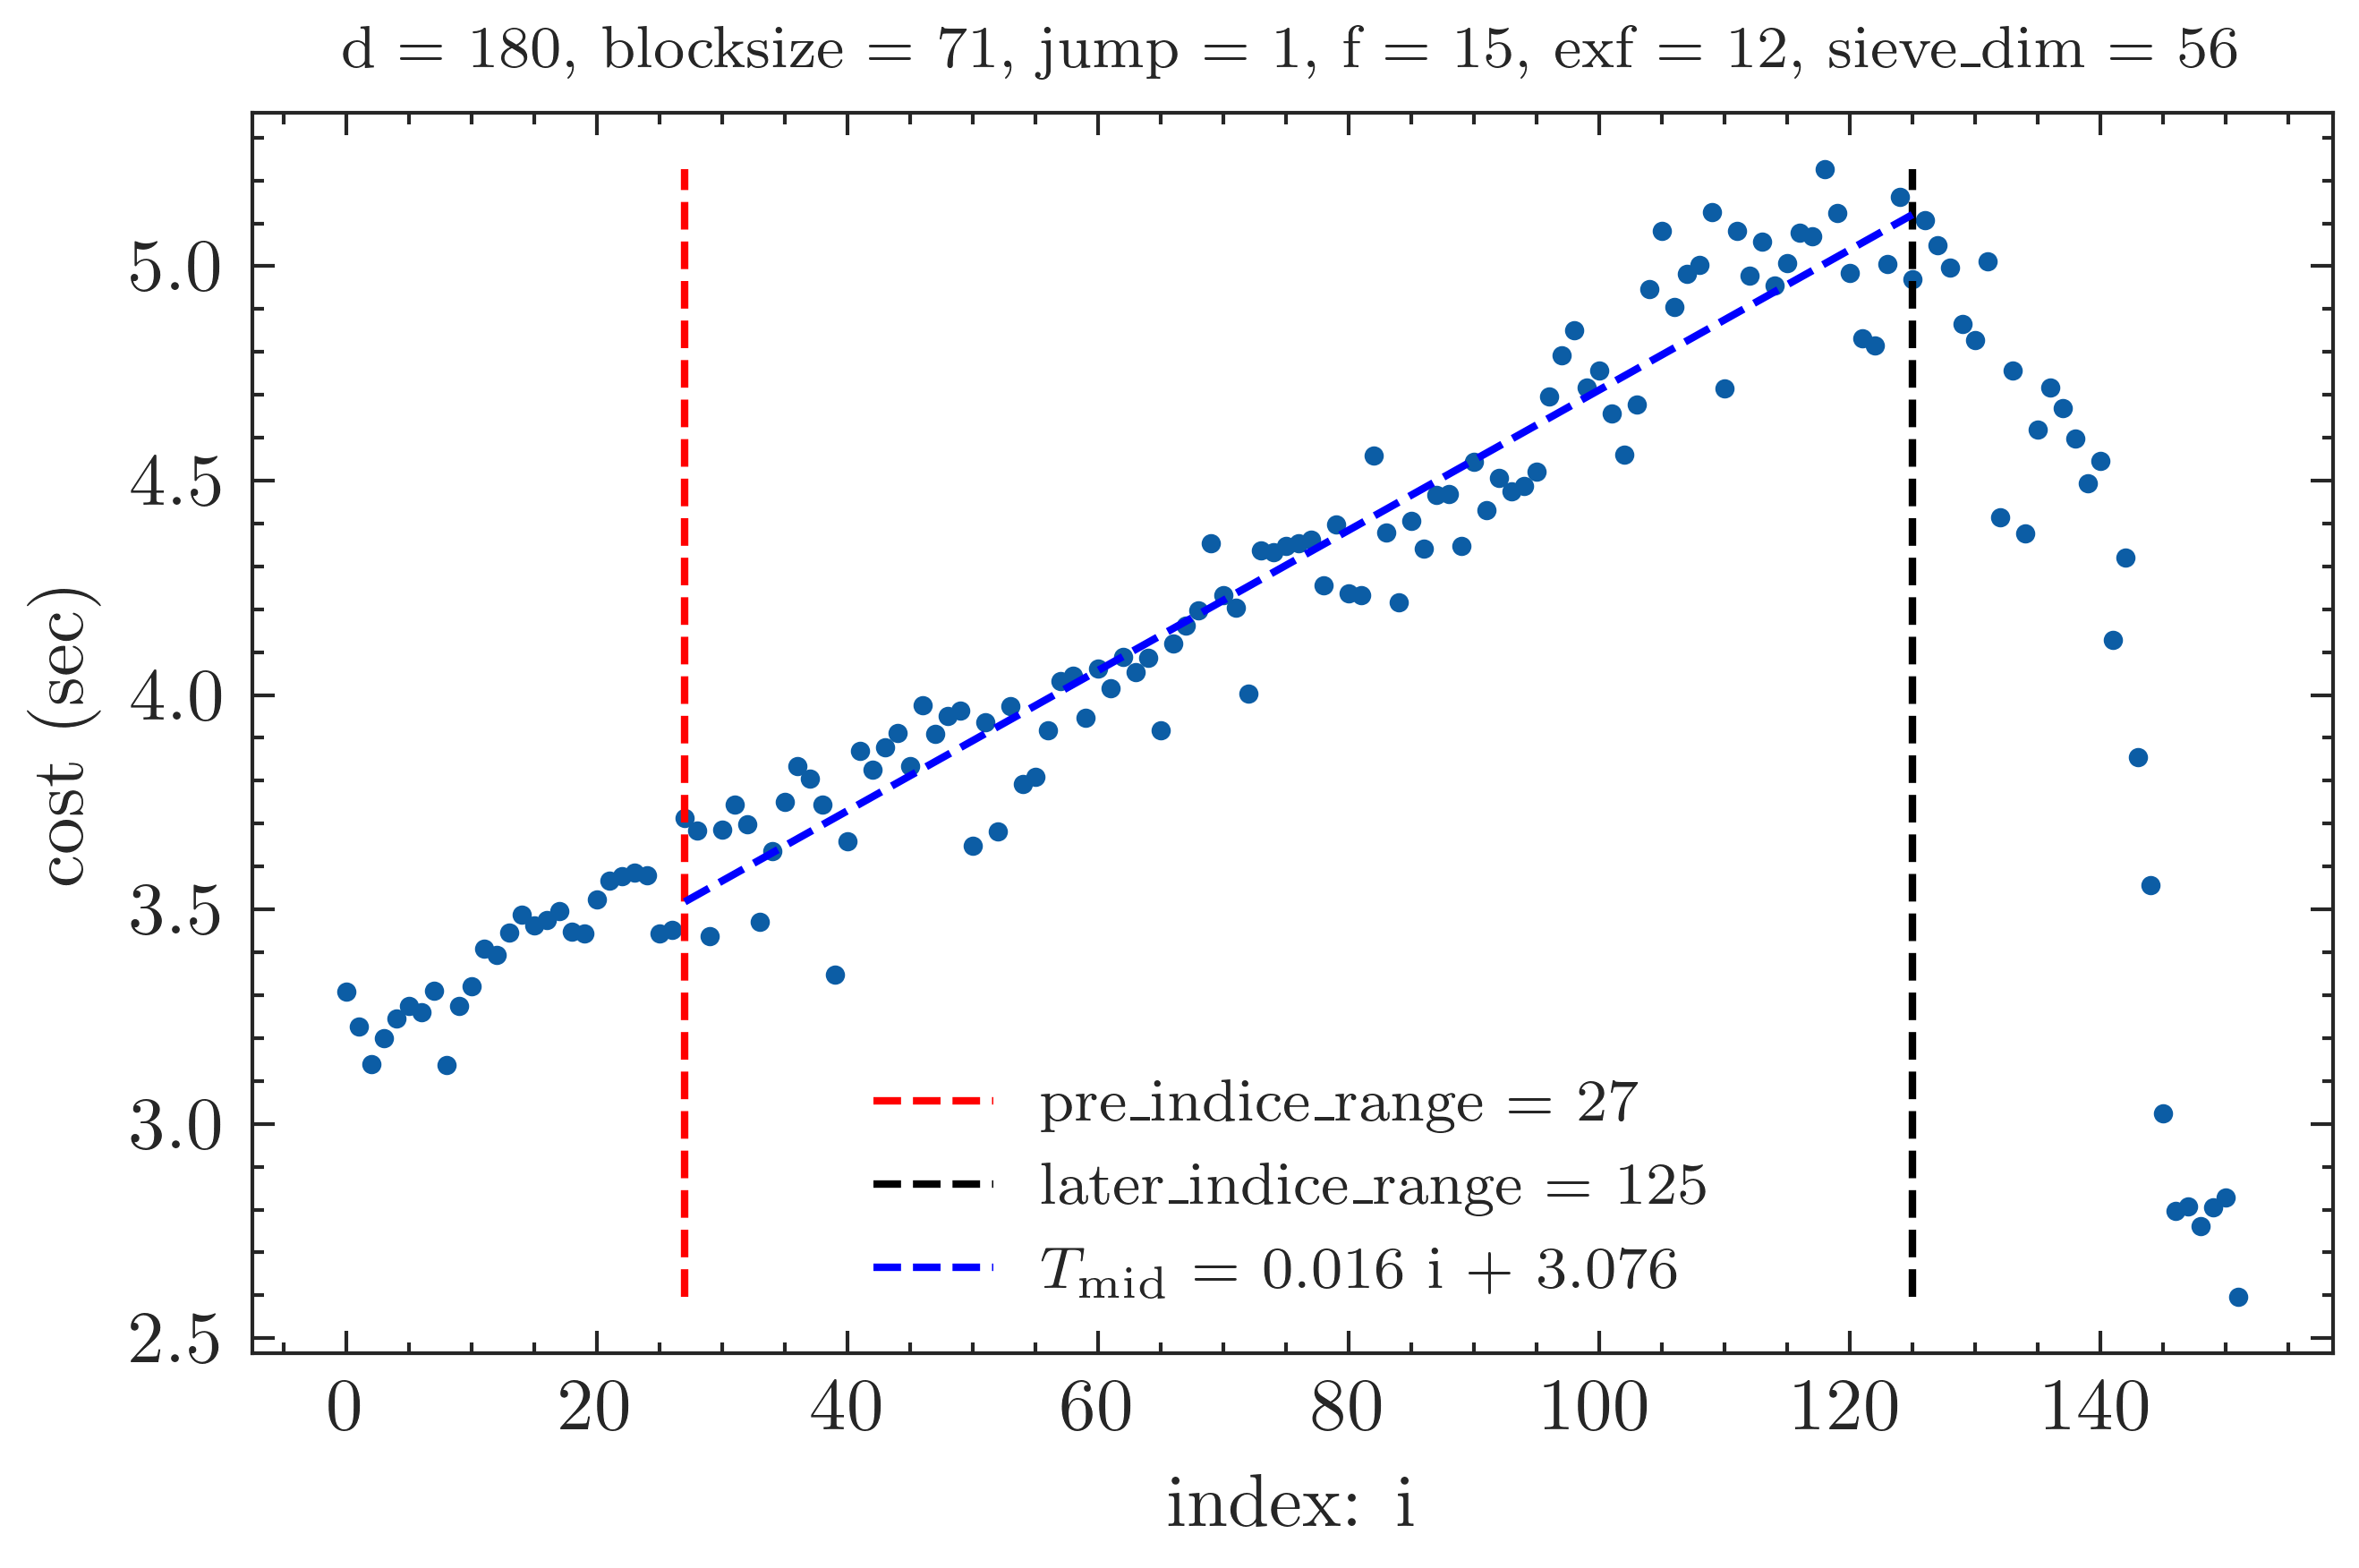 d = 180, blocksize = 71, jump = 1, f = 15, exf = 12, sieve_dim = 56
cost (sec)
5.0
4.5
4.0
3.5
3.0
2.5
pre_indice_range = 27
later_indice_range = 125
T_mid = 0.016 i + 3.076
0 20 40 60 80 100 120 140
index: i